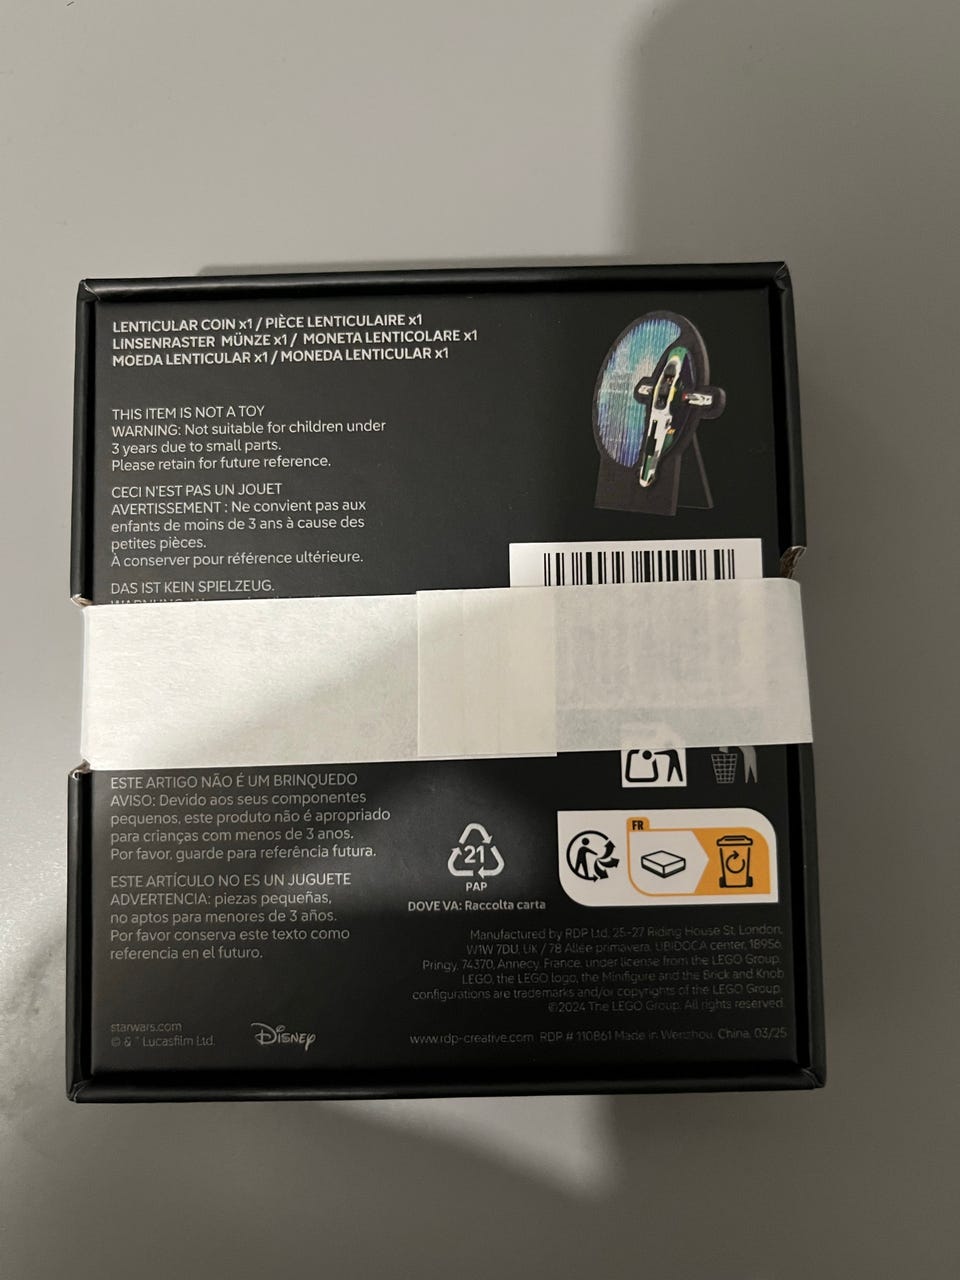 LENTICULAR COIN x1 / PIÈCE LENTICULAIRE x1
LINSENRASTER MÜNZE x1 / MONETA LENTICOLARE x1
MOEDA LENTICULAR x1 / MONEDA LENTICULAR x1
THIS ITEM IS NOT A TOY
WARNING: Not suitable for children under
3 years due to small parts.
Please retain for future reference.
CECI N'EST PAS UN JOUET
AVERTISSEMENT : Ne convient pas aux
enfants de moins de 3 ans à cause des
petites pièces.
À conserver pour référence ultérieure.
DAS IST KEIN SPIELZEUG.
ESTE ARTIGO NÃO É UM BRINQUEDO
AVISO: Devido aos seus componentes
pequenos, este produto não é apropriado
para crianças com menos de 3 anos.
Por favor, guarde para referência futura.
ESTE ARTÍCULO NO ES UN JUGUETE
ADVERTENCIA: piezas pequeñas,
no aptos para menores de 3 años.
Por favor conserva este texto como
referencia en el futuro.
starwars.com
© & ™ Lucasfilm Ltd.
Disney
21
PAP
DOVE VA: Raccolta carta
FR
Manufactured by RDP Ltd. 25-27 Riding House St. London,
W1W 7DU, UK / 78 Allée primavera, UBIDOCA center, 18956,
Pringy, 74370, Annecy, France, under license from the LEGO Group.
LEGO, the LEGO logo, the Minifigure and the Brick and Knob
configurations are trademarks and/or copyrights of the LEGO Group.
©2024 The LEGO Group. All rights reserved.
www.rdp-creative.com RDP # 110861 Made in Wenzhou, China. 03/25